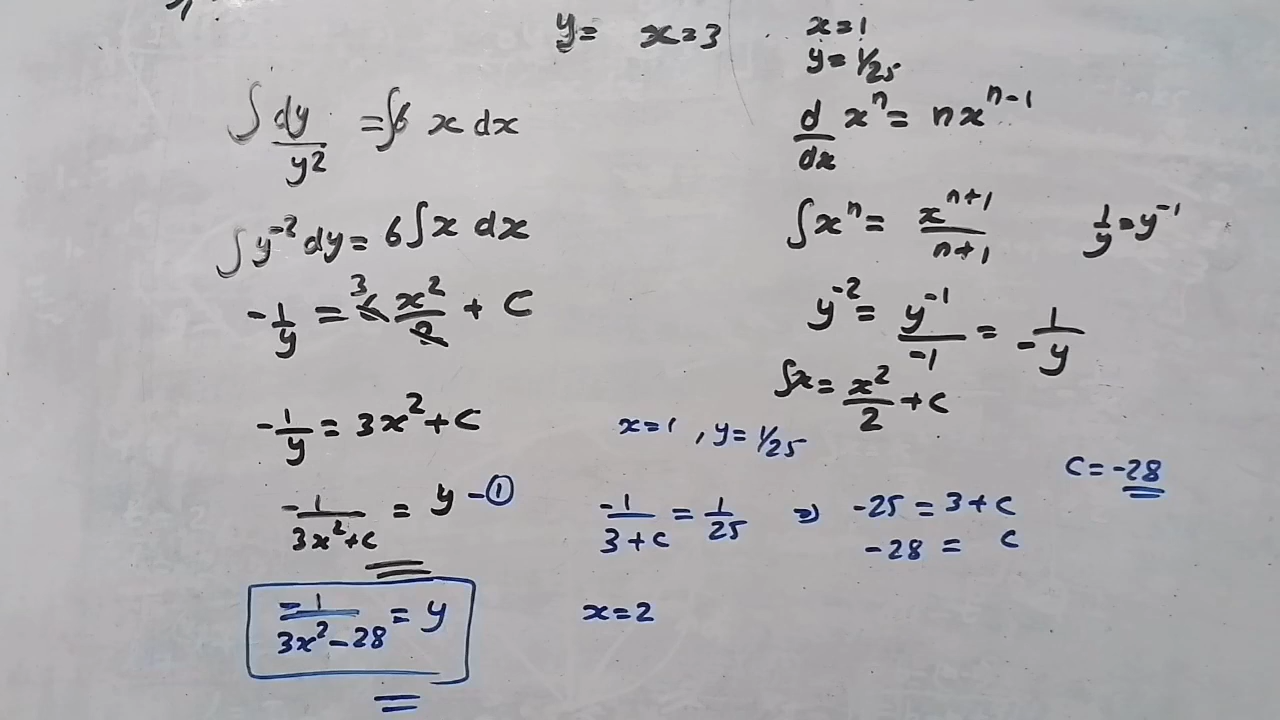 y= x=3
x=1
y=1/25
∫ dy/y² = ∫6 x dx
d/dx xⁿ = nxⁿ⁻¹
∫y⁻² dy = 6∫x dx
∫xⁿ = xⁿ⁺¹/n+1
1/y = y⁻¹
-1/y = 3 6 x²/2 + C
y⁻² = y⁻¹/-1 = -1/y
∫x = x²/2 + C
-1/y = 3x² + C
x=1, y=1/25
C = -28
-1/3x²+C = y -①
-1/3+C = 1/25 ⇒ -25 = 3+C
-28 = C
-1/3x²-28 = y
x=2